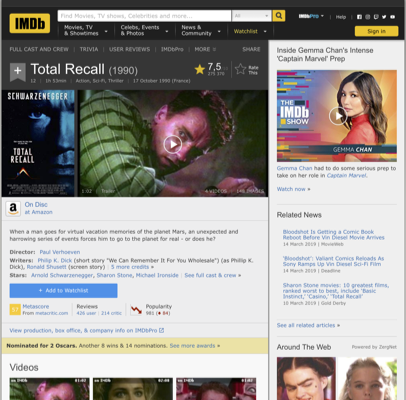 IMDb
Find Movies, TV shows, Celebrities and more...
All
IMDbPro
Help
Movies, TV & Showtimes
Celebs, Events & Photos
News & Community
Watchlist
Sign in
FULL CAST AND CREW | TRIVIA | USER REVIEWS | IMDbPro | MORE
SHARE
Total Recall (1990)
12 | 1h 53min | Action, Sci-Fi, Thriller | 17 October 1990 (France)
7,5
Rate This
SCHWARZENEGGER
TOTAL
RECALL
1:02 | Trailer
4 VIDEOS | 146 IMAGES
On Disc
at Amazon
When a man goes for virtual vacation memories of the planet Mars, an unexpected and
harrowing series of events forces him to go to the planet for real - or does he?
Director: Paul Verhoeven
Writers: Philip K. Dick (short story "We Can Remember It For You Wholesale") (as Phillip K.
Dick), Ronald Shusett (screen story) | 5 more credits »
Stars: Arnold Schwarzenegger, Sharon Stone, Michael Ironside | See full cast & crew »
+ Add to Watchlist
Metascore
From metacritic.com
Reviews
426 user | 214 critic
Popularity
View production, box office, & company info on IMDbPro
Nominated for 2 Oscars. Another 8 wins & 14 nominations. See more awards »
Videos
Inside Gemma Chan's Intense
'Captain Marvel' Prep
THE
IMDb
SHOW
GEMMA CHAN
Gemma Chan had to do some serious prep
to take on her role in Captain Marvel.
Watch now »
Related News
Bloodshot Is Getting a Comic Book
Reboot Before Vin Diesel Movie Arrives
14 March 2019 | MovieWeb
'Bloodshot': Valiant Comics Reloads As
Sony Ramps Up Vin Diesel Sci-Fi Film
14 March 2019 | Deadline
Sharon Stone movies: 10 greatest films,
ranked worst to best, include 'Basic
Instinct,' 'Casino,' 'Total Recall'
10 March 2019 | Gold Derby
See all related articles »
Around The Web
Powered by ZergNet